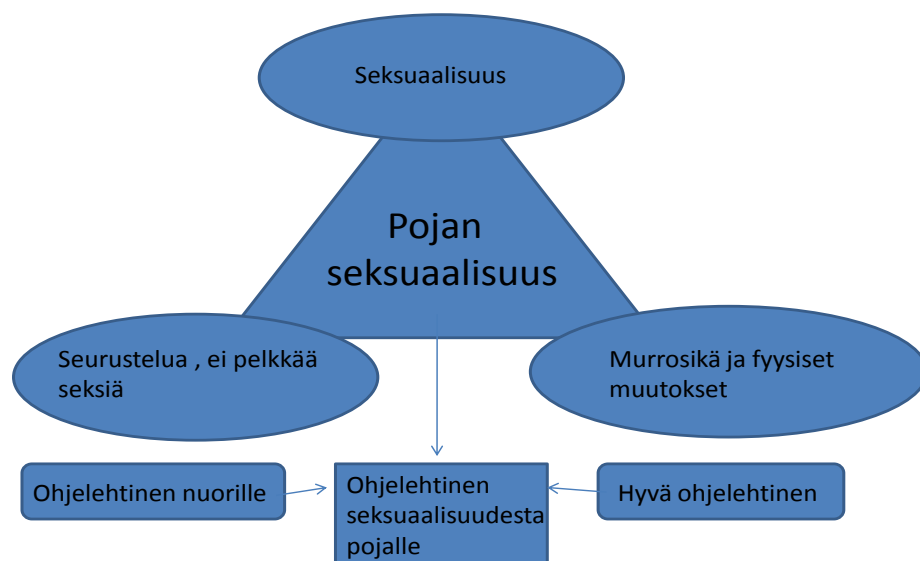 Seksuaalisuus
Pojan
seksuaalisuus
Seurustelua , ei pelkkää
seksiä
Murrosikä ja fyysiset
muutokset
Ohjelehtinen nuorille
Ohjelehtinen
seksuaalisuudesta
pojalle
Hyvä ohjelehtinen